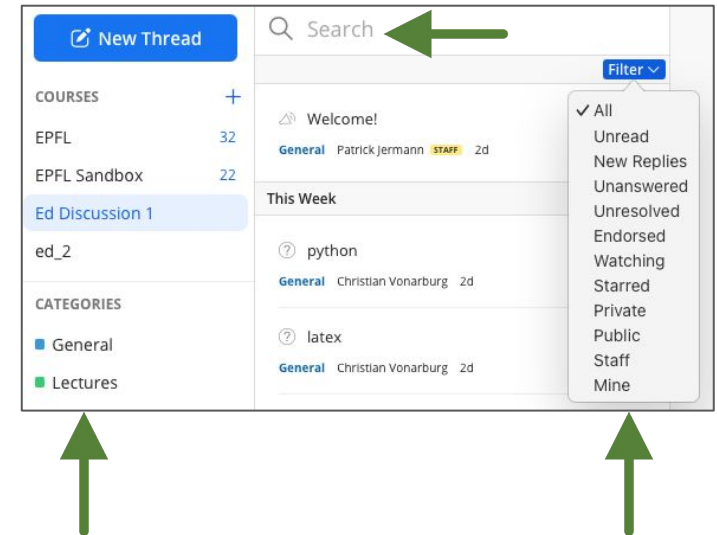 New Thread
COURSES +
EPFL 32
EPFL Sandbox 22
Ed Discussion 1
ed_2
CATEGORIES
General
Lectures
Search
Filter
Welcome!
General Patrick Jermann STAFF 2d
This Week
python
General Christian Vonarburg 2d
latex
General Christian Vonarburg 2d
✓ All
Unread
New Replies
Unanswered
Unresolved
Endorsed
Watching
Starred
Private
Public
Staff
Mine